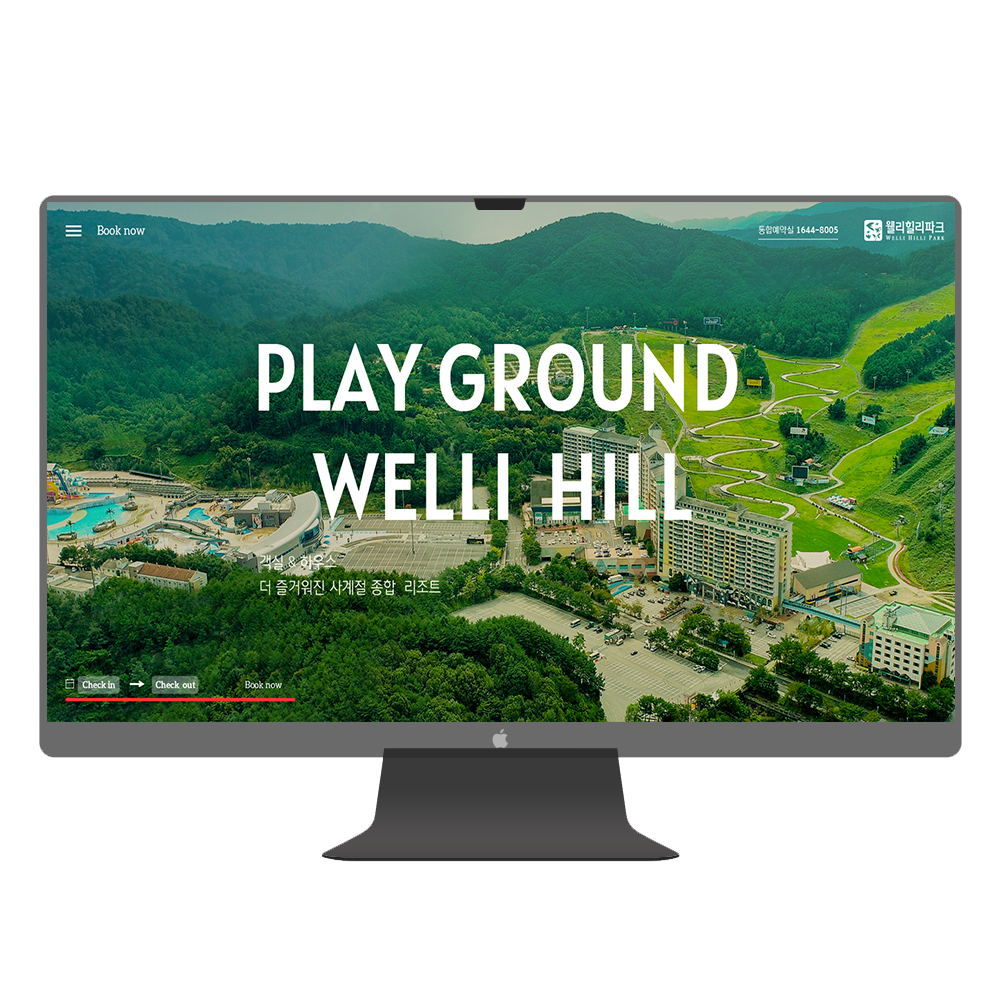 Book now
통합예약실 1644-8005
웰리힐리파크
WELLI HILLI PARK
PLAY GROUND
WELLI HILL
객실 & 하우스
더 즐거워진 사계절 종합 리조트
Check in
Check out
Book now